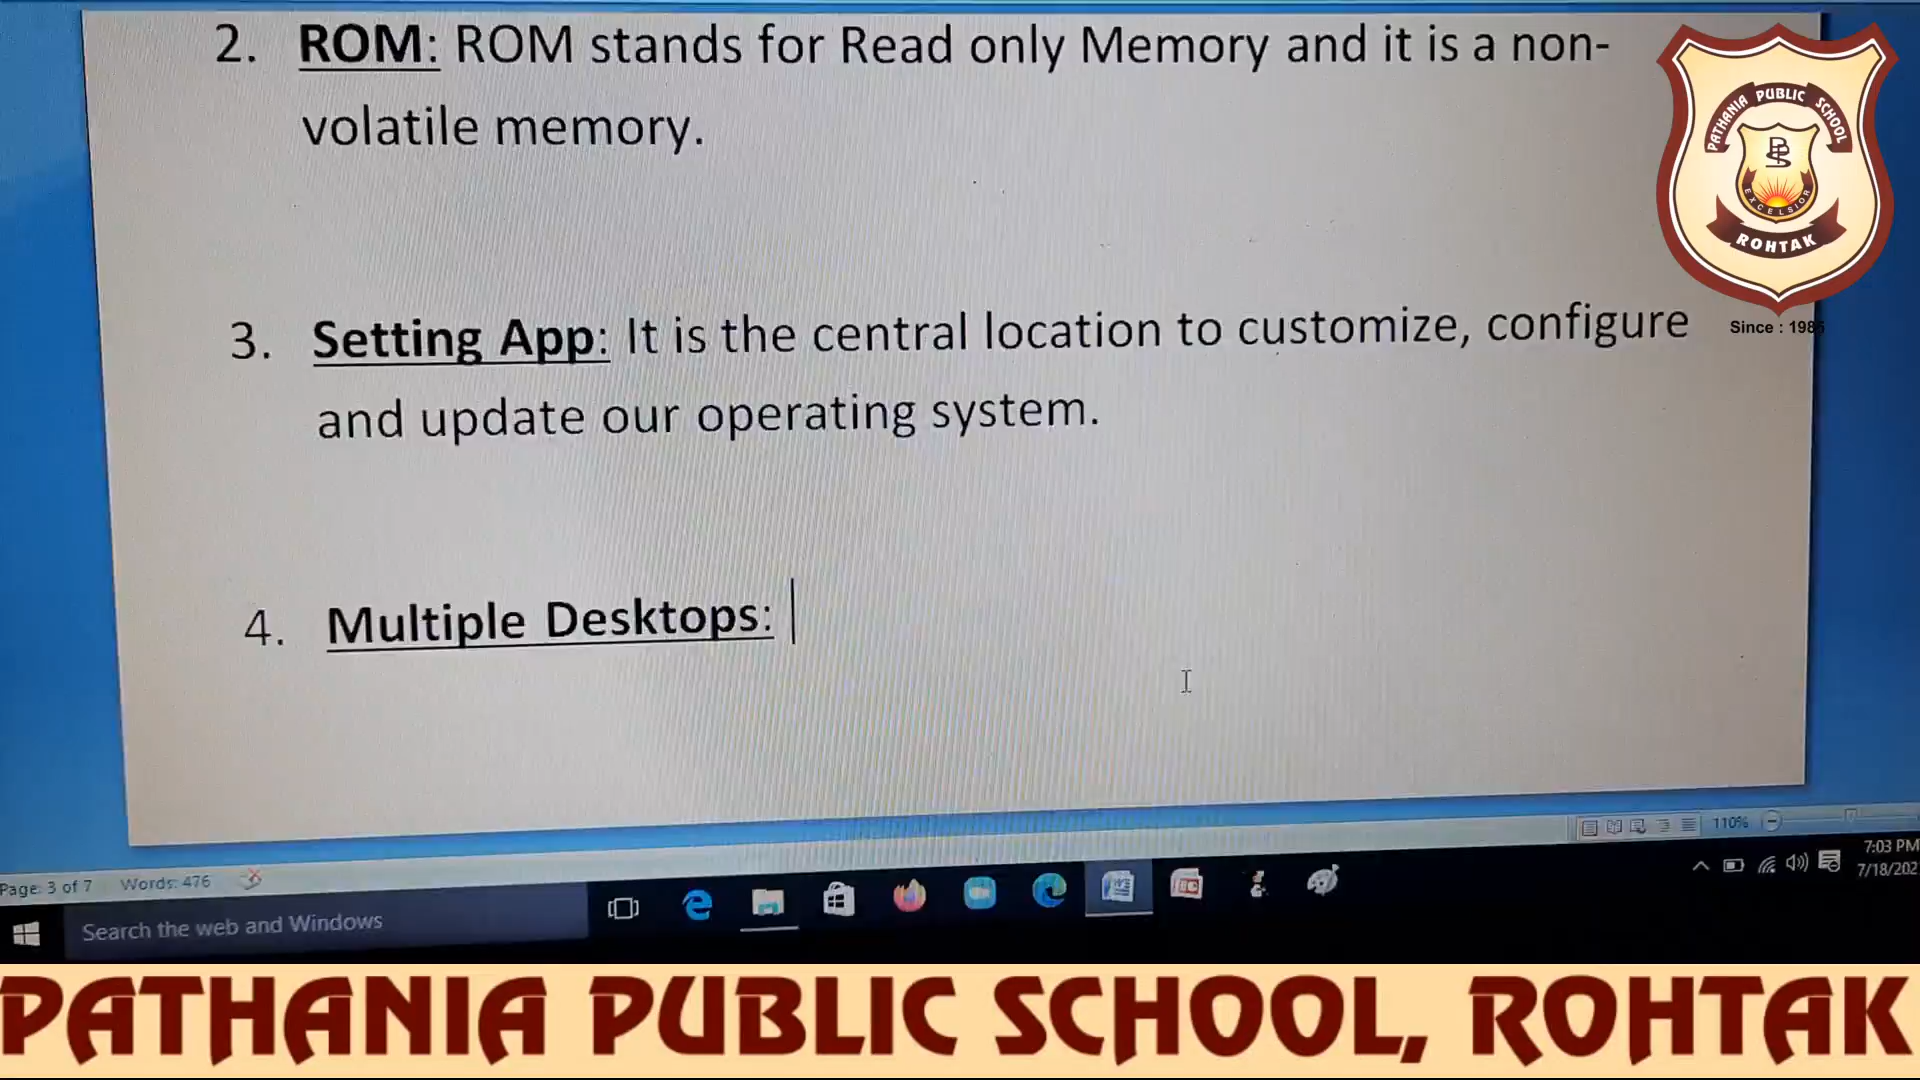 2. ROM: ROM stands for Read only Memory and it is a non-
volatile memory.
PATHANIA PUBLIC SCHOOL
EXCELSIOR
ROHTAK
Since : 1985
3. Setting App: It is the central location to customize, configure
and update our operating system.
4. Multiple Desktops:
110%
Page: 3 of 7 Words: 476
7:03 PM
7/18/202
Search the web and Windows
PATHANIA PUBLIC SCHOOL, ROHTAK